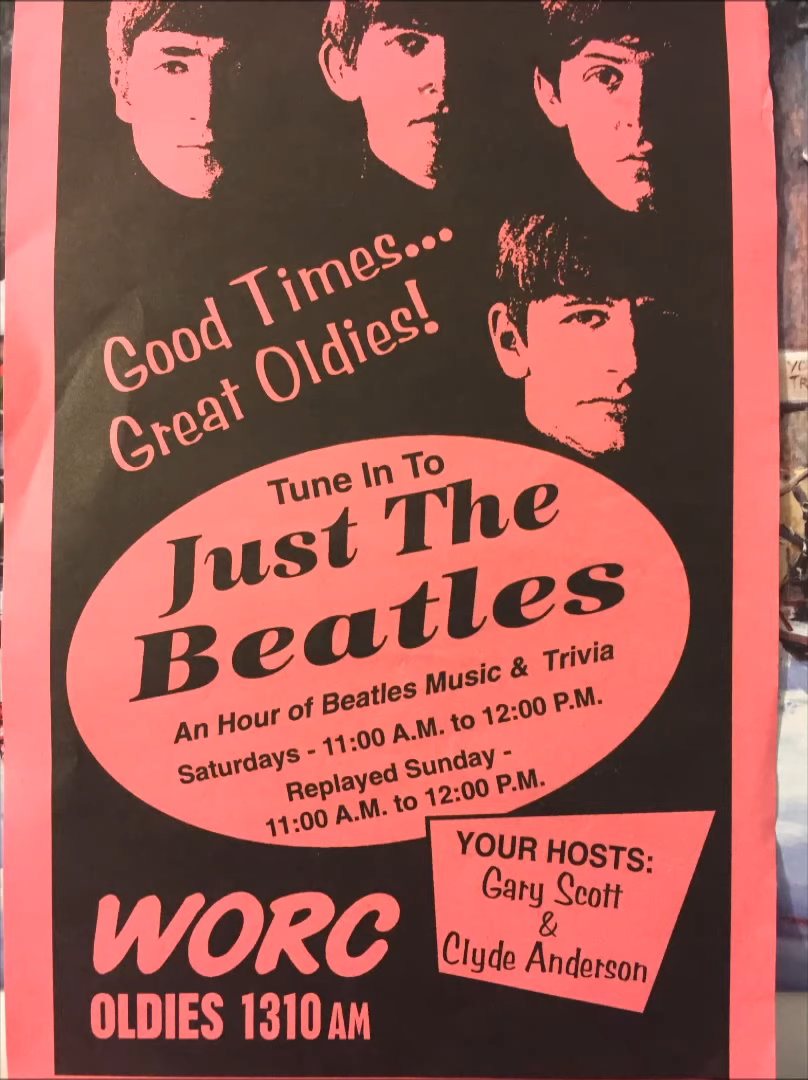 Good Times...
Great Oldies!
Tune In To
Just The
Beatles
An Hour of Beatles Music & Trivia
Saturdays - 11:00 A.M. to 12:00 P.M.
Replayed Sunday -
11:00 A.M. to 12:00 P.M.
YOUR HOSTS:
Gary Scott
&
Clyde Anderson
WORC
OLDIES 1310 AM